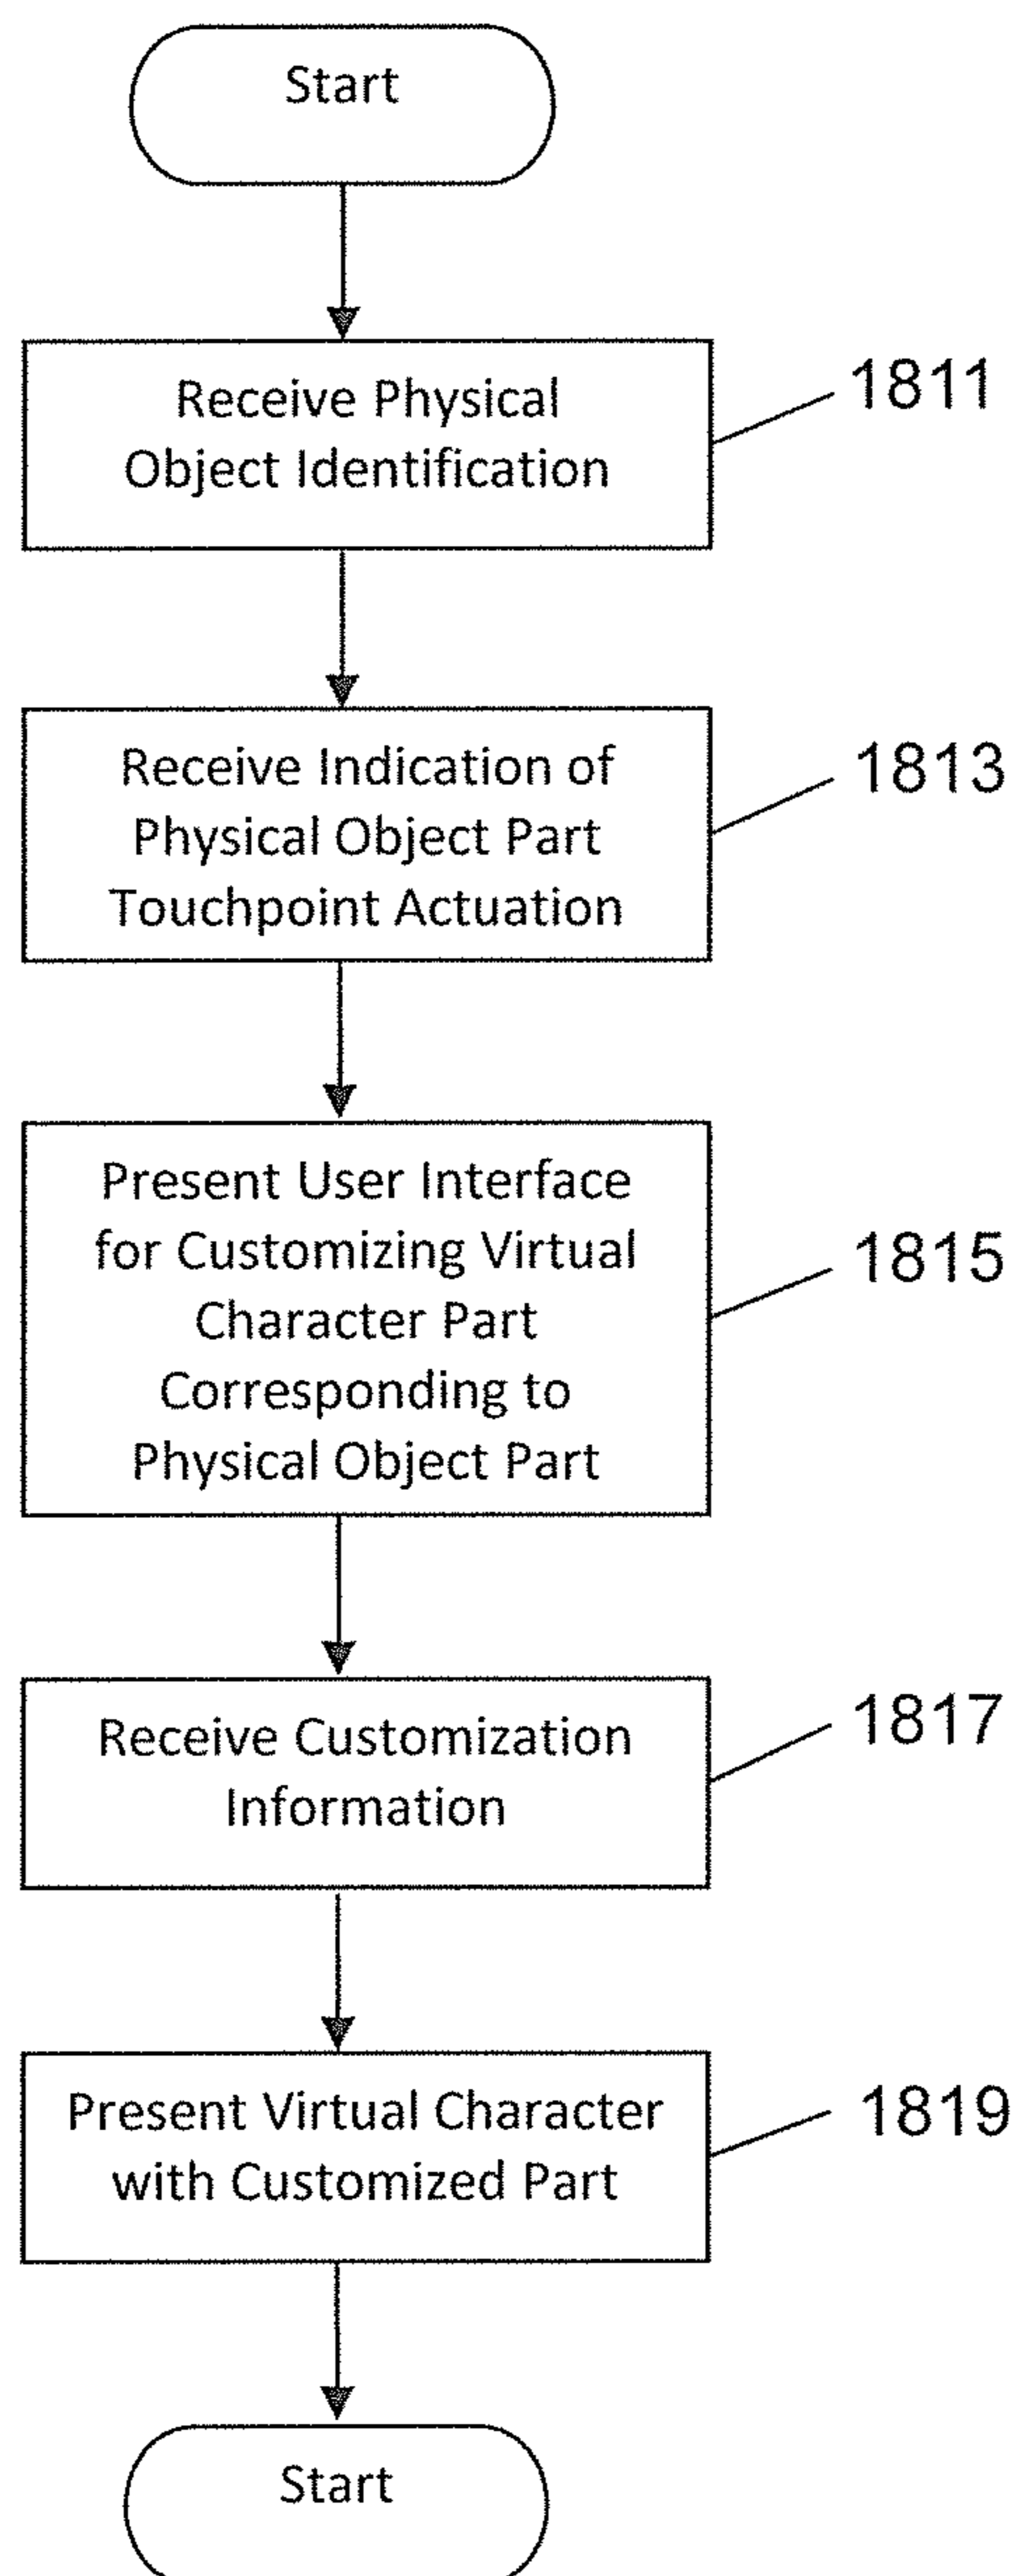 Start
Receive Physical
Object Identification
1811
Receive Indication of
Physical Object Part
Touchpoint Actuation
1813
Present User Interface
for Customizing Virtual
Character Part
Corresponding to
Physical Object Part
1815
Receive Customization
Information
1817
Present Virtual Character
with Customized Part
1819
Start